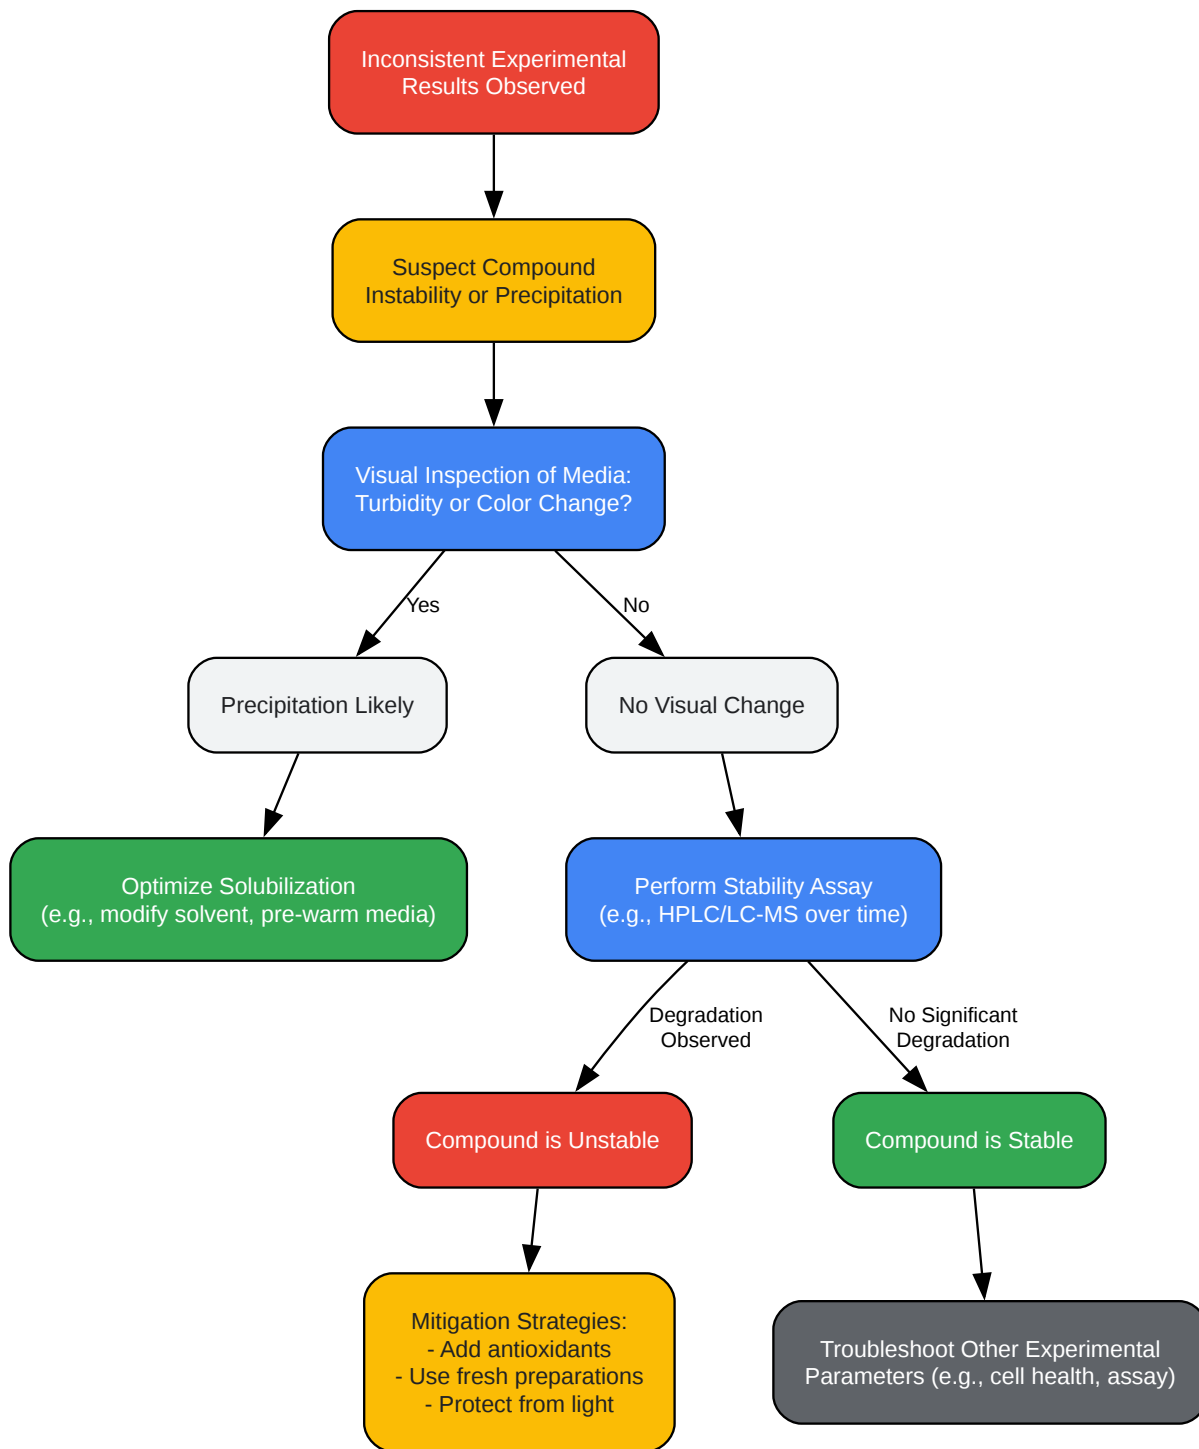 Inconsistent Experimental
Results Observed
Suspect Compound
Instability or Precipitation
Visual Inspection of Media:
Turbidity or Color Change?
Yes
No
Precipitation Likely
No Visual Change
Optimize Solubilization
(e.g., modify solvent, pre-warm media)
Perform Stability Assay
(e.g., HPLC/LC-MS over time)
Degradation
Observed
No Significant
Degradation
Compound is Unstable
Compound is Stable
Mitigation Strategies:
- Add antioxidants
- Use fresh preparations
- Protect from light
Troubleshoot Other Experimental
Parameters (e.g., cell health, assay)